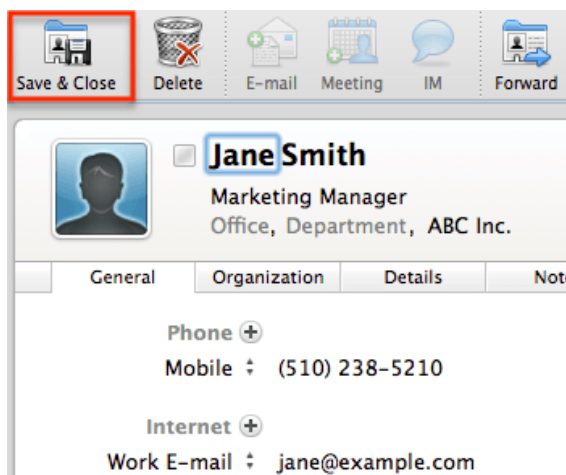 Save & Close Delete E-mail Meeting IM Forward
Jane Smith
Marketing Manager
Office, Department, ABC Inc.
General Organization Details
Phone
Mobile (510) 238-5210
Internet
Work E-mail jane@example.com